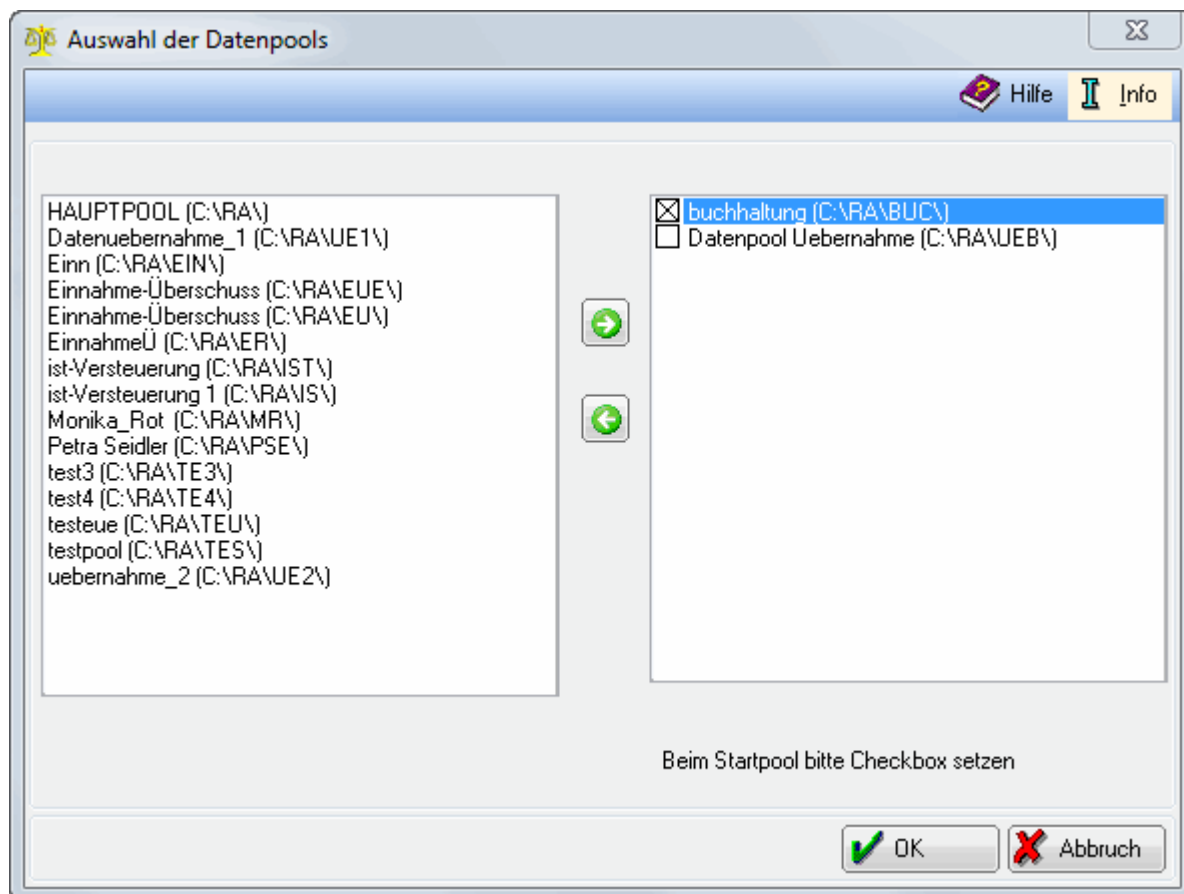 Auswahl der Datenpools
Hilfe
Info
HAUPTPOOL (C:\RA\)
Datenuebernahme_1 (C:\RA\UE1\)
Einn (C:\RA\EIN\)
Einnahme-Überschuss (C:\RA\EUE\)
Einnahme-Überschuss (C:\RA\EU\)
EinnahmeÜ (C:\RA\ER\)
ist-Versteuerung (C:\RA\IST\)
ist-Versteuerung 1 (C:\RA\IS\)
Monika_Rot (C:\RA\MR\)
Petra Seidler (C:\RA\PSE\)
test3 (C:\RA\TE3\)
test4 (C:\RA\TE4\)
testeue (C:\RA\TEU\)
testpool (C:\RA\TES\)
uebernahme_2 (C:\RA\UE2\)
buchhaltung (C:\RA\BUC\)
Datenpool Uebernahme (C:\RA\UEB\)
Beim Startpool bitte Checkbox setzen
OK
Abbruch